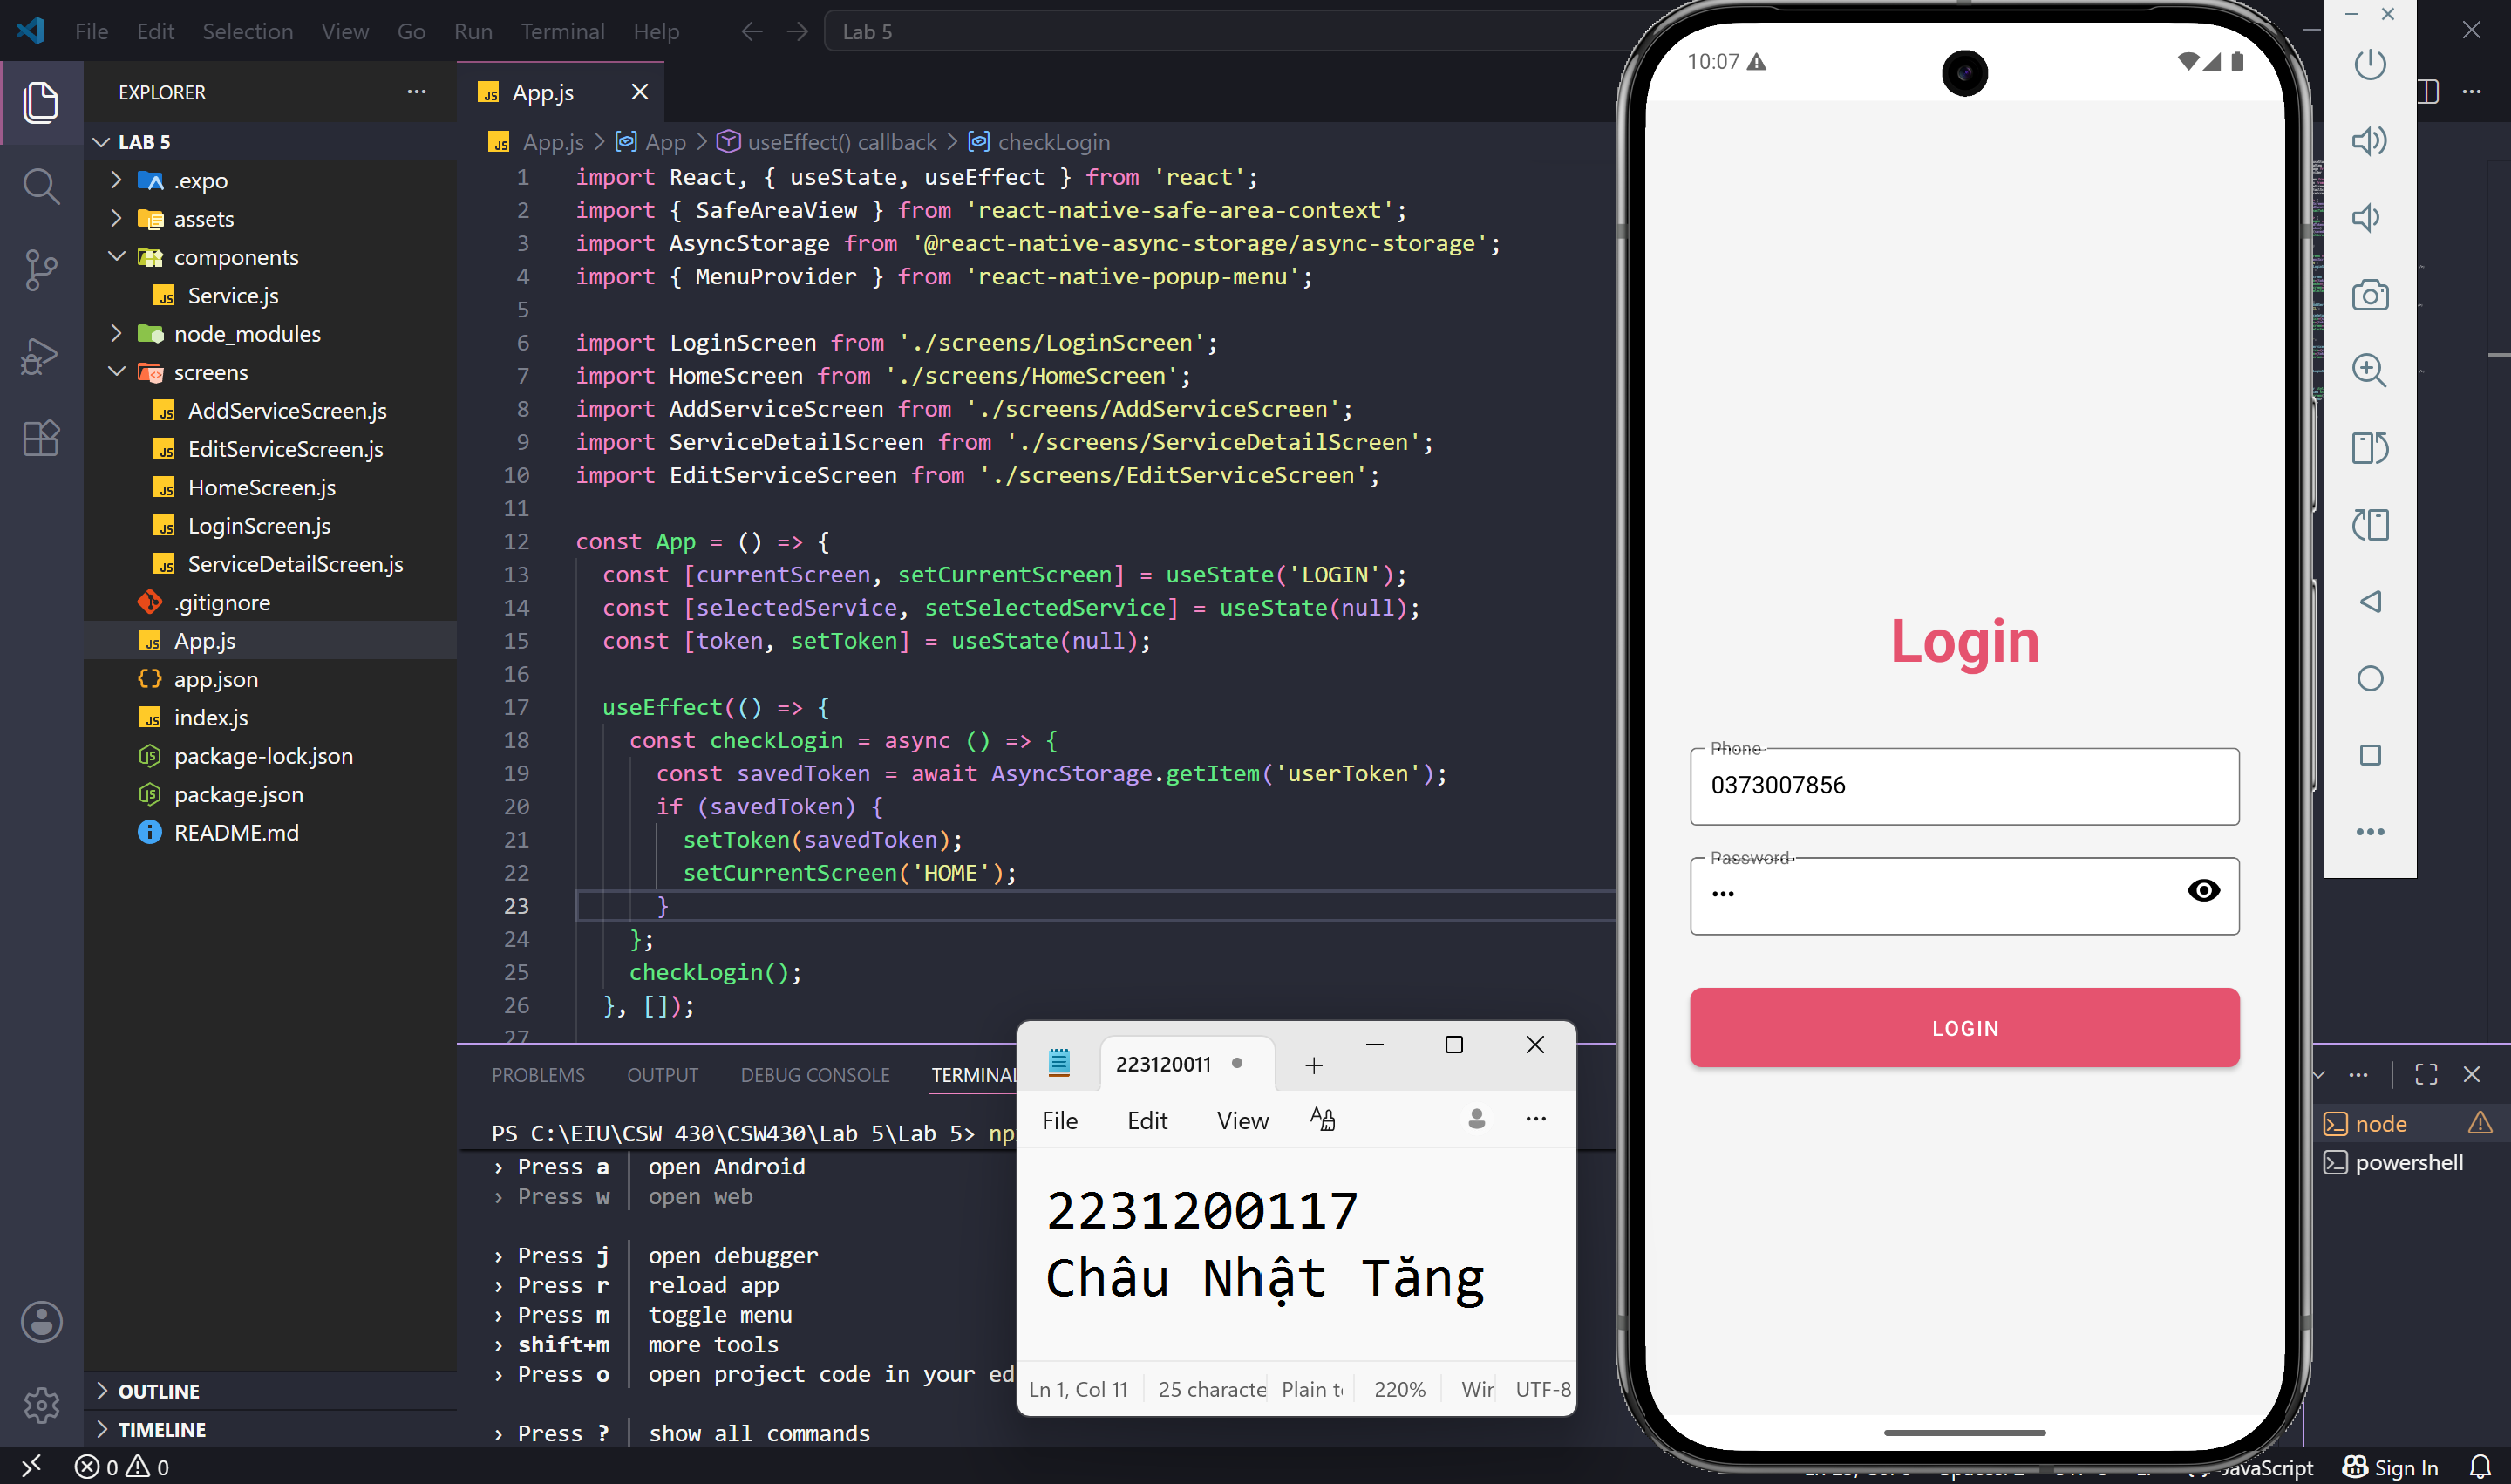 File Edit Selection View Go Run Terminal Help
Lab 5
EXPLORER
LAB 5
.expo
assets
components
Service.js
node_modules
screens
AddServiceScreen.js
EditServiceScreen.js
HomeScreen.js
LoginScreen.js
ServiceDetailScreen.js
.gitignore
App.js
app.json
index.js
package-lock.json
package.json
README.md
OUTLINE
TIMELINE
App.js
App.js > App > useEffect() callback > checkLogin
1 import React, { useState, useEffect } from 'react';
2 import { SafeAreaView } from 'react-native-safe-area-context';
3 import AsyncStorage from '@react-native-async-storage/async-storage';
4 import { MenuProvider } from 'react-native-popup-menu';
5
6 import LoginScreen from './screens/LoginScreen';
7 import HomeScreen from './screens/HomeScreen';
8 import AddServiceScreen from './screens/AddServiceScreen';
9 import ServiceDetailScreen from './screens/ServiceDetailScreen';
10 import EditServiceScreen from './screens/EditServiceScreen';
11
12 const App = () => {
13 const [currentScreen, setCurrentScreen] = useState('LOGIN');
14 const [selectedService, setSelectedService] = useState(null);
15 const [token, setToken] = useState(null);
16
17 useEffect(() => {
18 const checkLogin = async () => {
19 const savedToken = await AsyncStorage.getItem('userToken');
20 if (savedToken) {
21 setToken(savedToken);
22 setCurrentScreen('HOME');
23 }
24 };
25 checkLogin();
26 }, []);
27
PROBLEMS OUTPUT DEBUG CONSOLE TERMINAL
PS C:\EIU\CSW 430\CSW430\Lab 5\Lab 5>
› Press a │ open Android
› Press w │ open web
› Press j │ open debugger
› Press r │ reload app
› Press m │ toggle menu
› shift+m │ more tools
› Press o │ open project code in your
› Press ? │ show all commands
node
powershell
223120011
File Edit View
2231200117
Châu Nhật Tăng
Ln 1, Col 11 220% UTF-8
10:07
Login
Phone
0373007856
Password
•••
LOGIN
0 0
JavaScript
Sign In